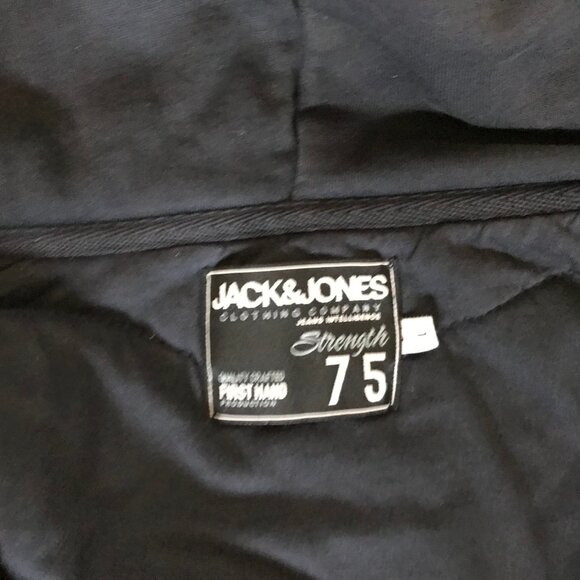 JACK&JONES
CLOTHING COMPANY
JEANS INTELLIGENCE
Strength
75
QUALITY CRAFTED
FIRST HAND
PRODUCTION
L